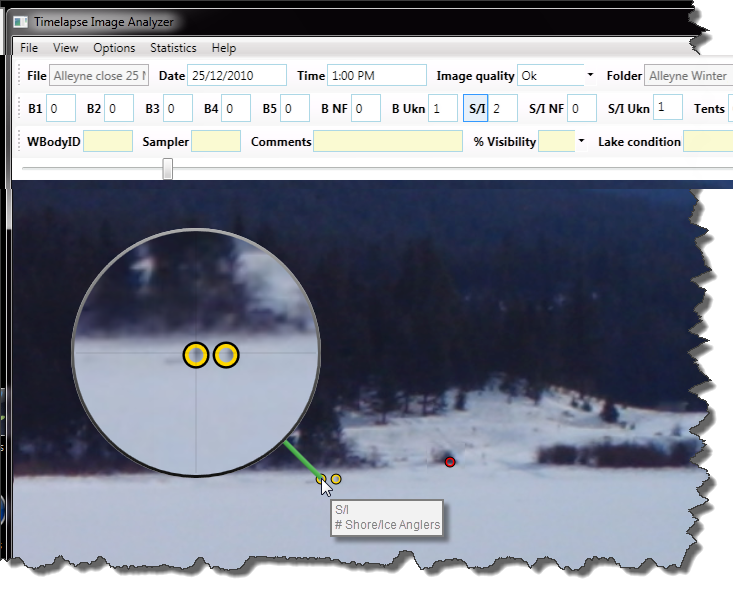 Timelapse Image Analyzer
File View Options Statistics Help
File Alleyne close 25 Date 25/12/2010 Time 1:00 PM Image quality Ok Folder Alleyne Winter
B1 0 B2 0 B3 0 B4 0 B5 0 B NF 0 B Ukn 1 S/I 2 S/I NF 0 S/I Ukn 1 Tents
WBodyID Sampler Comments % Visibility Lake condition
S/I
# Shore/Ice Anglers